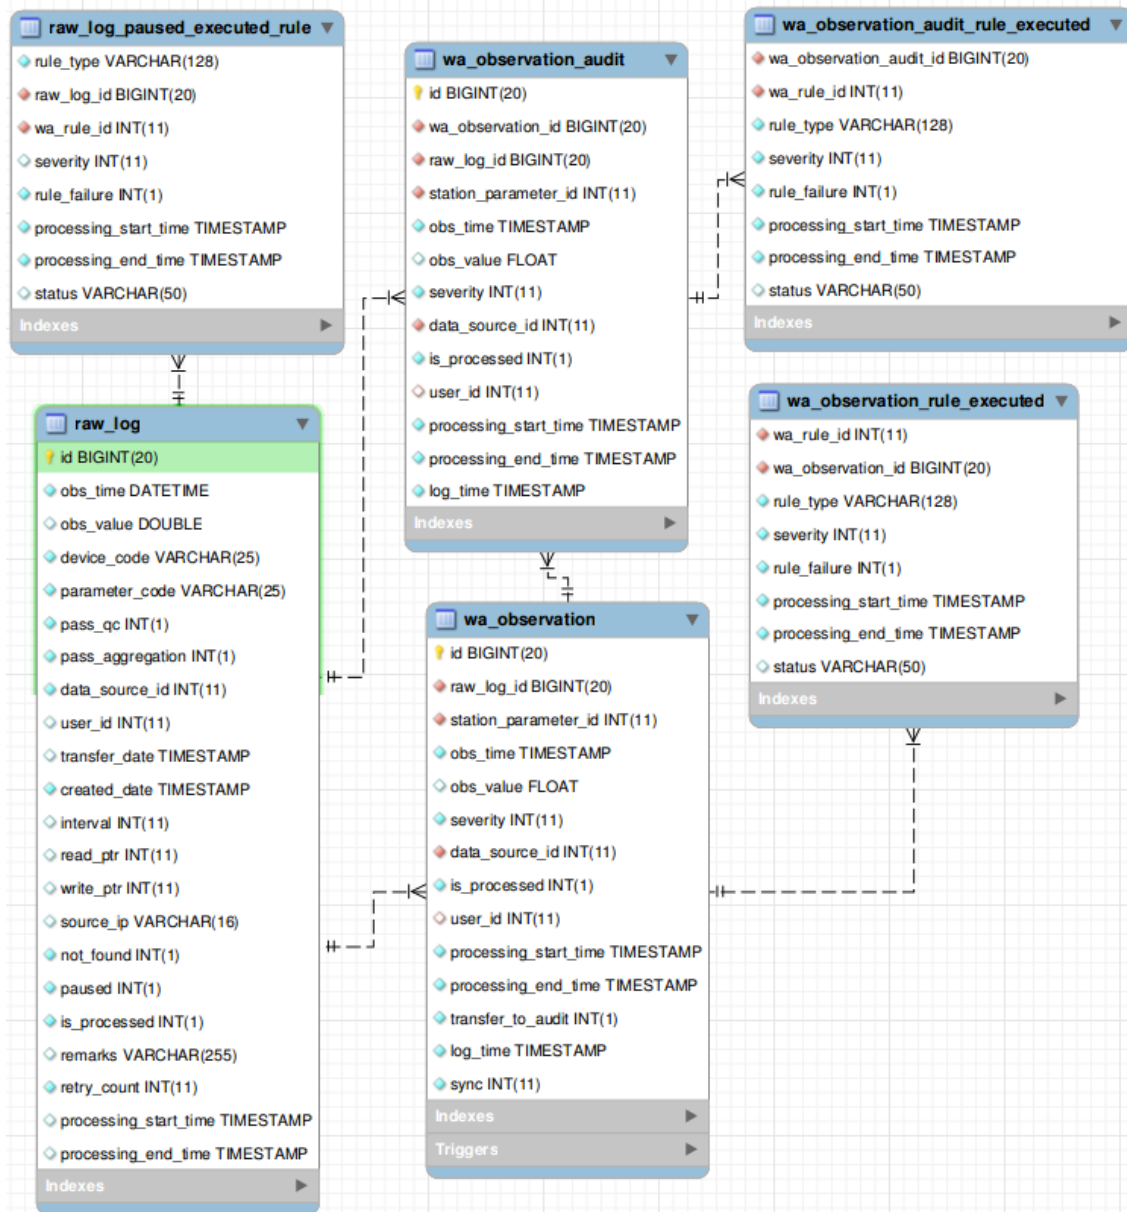 raw_log_paused_executed_rule
rule_type VARCHAR(128)
raw_log_id BIGINT(20)
wa_rule_id INT(11)
severity INT(11)
rule_failure INT(1)
processing_start_time TIMESTAMP
processing_end_time TIMESTAMP
status VARCHAR(50)
Indexes
raw_log
id BIGINT(20)
obs_time DATETIME
obs_value DOUBLE
device_code VARCHAR(25)
parameter_code VARCHAR(25)
pass_qc INT(1)
pass_aggregation INT(1)
data_source_id INT(11)
user_id INT(11)
transfer_date TIMESTAMP
created_date TIMESTAMP
interval INT(11)
read_ptr INT(11)
write_ptr INT(11)
source_ip VARCHAR(16)
not_found INT(1)
paused INT(1)
is_processed INT(1)
remarks VARCHAR(255)
retry_count INT(11)
processing_start_time TIMESTAMP
processing_end_time TIMESTAMP
Indexes
wa_observation_audit
id BIGINT(20)
wa_observation_id BIGINT(20)
raw_log_id BIGINT(20)
station_parameter_id INT(11)
obs_time TIMESTAMP
obs_value FLOAT
severity INT(11)
data_source_id INT(11)
is_processed INT(1)
user_id INT(11)
processing_start_time TIMESTAMP
processing_end_time TIMESTAMP
log_time TIMESTAMP
Indexes
wa_observation
id BIGINT(20)
raw_log_id BIGINT(20)
station_parameter_id INT(11)
obs_time TIMESTAMP
obs_value FLOAT
severity INT(11)
data_source_id INT(11)
is_processed INT(1)
user_id INT(11)
processing_start_time TIMESTAMP
processing_end_time TIMESTAMP
transfer_to_audit INT(1)
log_time TIMESTAMP
sync INT(11)
Indexes
Triggers
wa_observation_audit_rule_executed
wa_observation_audit_id BIGINT(20)
wa_rule_id INT(11)
rule_type VARCHAR(128)
severity INT(11)
rule_failure INT(1)
processing_start_time TIMESTAMP
processing_end_time TIMESTAMP
status VARCHAR(50)
Indexes
wa_observation_rule_executed
wa_rule_id INT(11)
wa_observation_id BIGINT(20)
rule_type VARCHAR(128)
severity INT(11)
rule_failure INT(1)
processing_start_time TIMESTAMP
processing_end_time TIMESTAMP
status VARCHAR(50)
Indexes